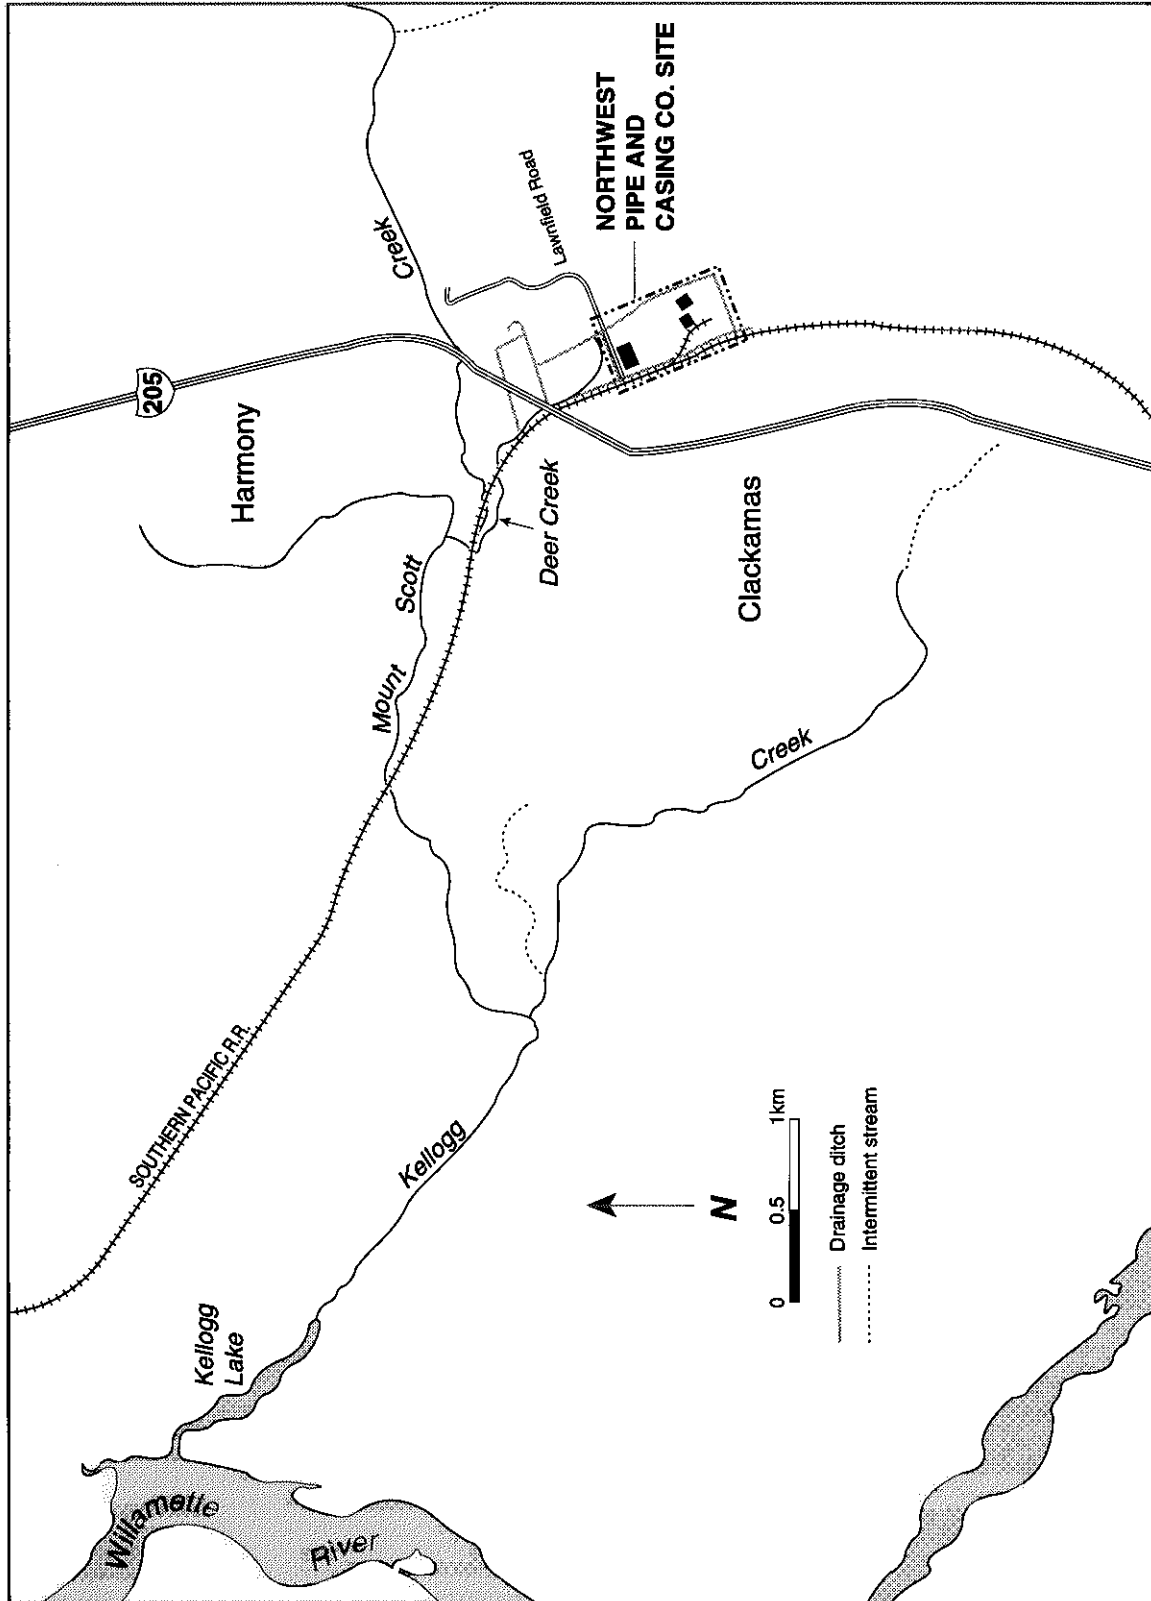 Willamette
River
Kellogg
Lake
SOUTHERN PACIFIC R.R.
Kellogg
Creek
Mount
Scott
Creek
Harmony
205
Deer Creek
Clackamas
Lawnfield Road
NORTHWEST
PIPE AND
CASING CO. SITE
N
0
0.5
1km
Drainage ditch
Intermittent stream